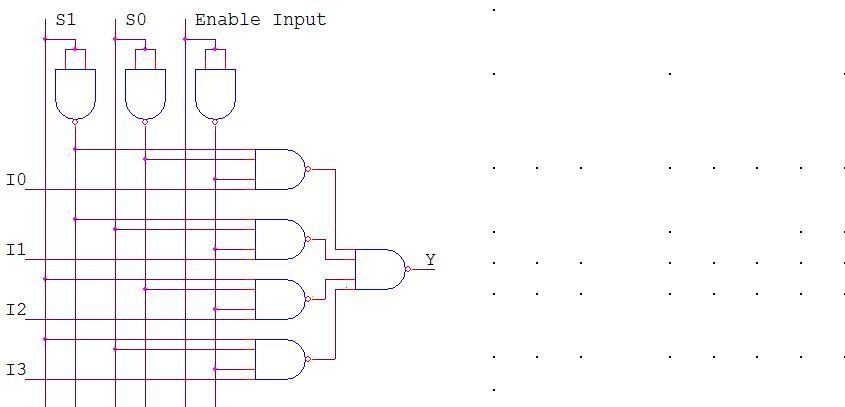 S1 S0 Enable Input
I0
I1
Y
I2
I3